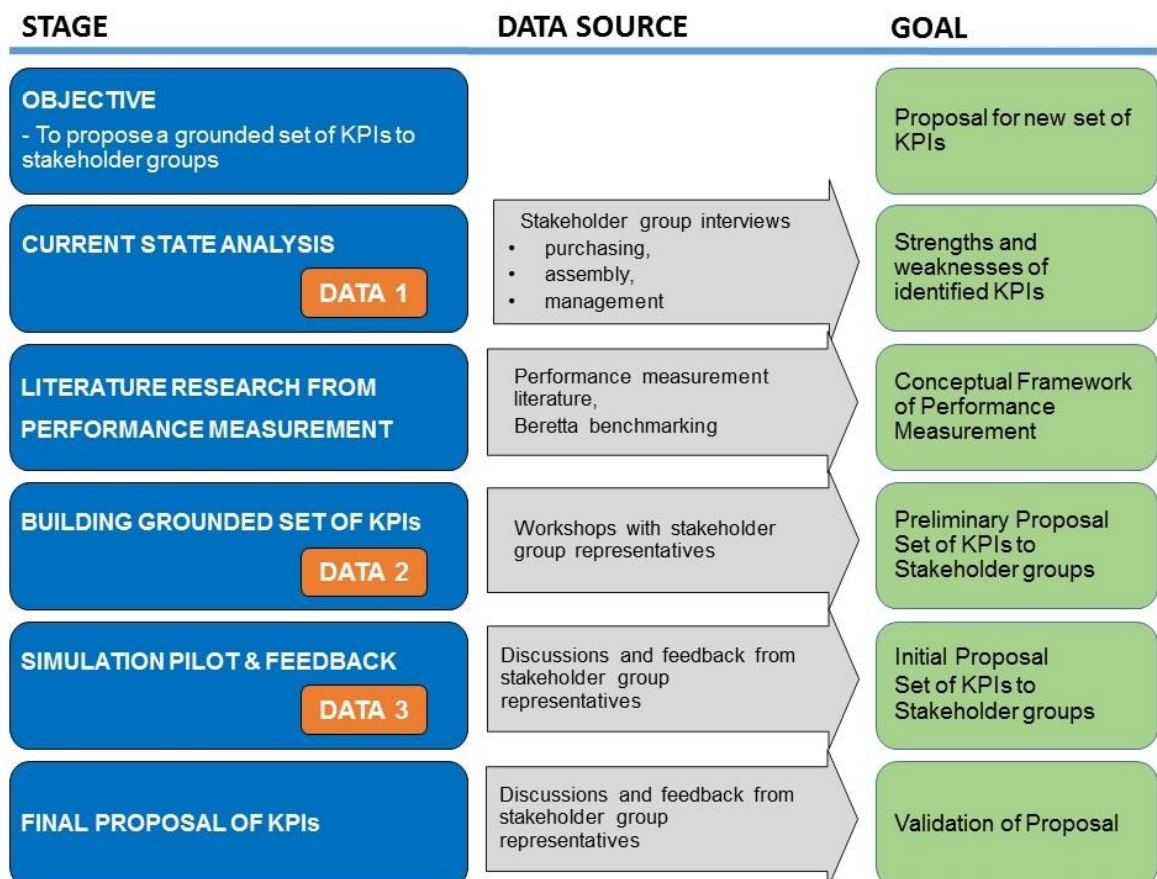 STAGE
DATA SOURCE
GOAL
OBJECTIVE
- To propose a grounded set of KPIs to
stakeholder groups
Proposal for new set of
KPIs
CURRENT STATE ANALYSIS
DATA 1
Stakeholder group interviews
• purchasing,
• assembly,
• management
Strengths and
weaknesses of
identified KPIs
LITERATURE RESEARCH FROM
PERFORMANCE MEASUREMENT
Performance measurement
literature,
Beretta benchmarking
Conceptual Framework
of Performance
Measurement
BUILDING GROUNDED SET OF KPIs
DATA 2
Workshops with stakeholder
group representatives
Preliminary Proposal
Set of KPIs to
Stakeholder groups
SIMULATION PILOT & FEEDBACK
DATA 3
Discussions and feedback from
stakeholder group
representatives
Initial Proposal
Set of KPIs to
Stakeholder groups
FINAL PROPOSAL OF KPIs
Discussions and feedback from
stakeholder group
representatives
Validation of Proposal